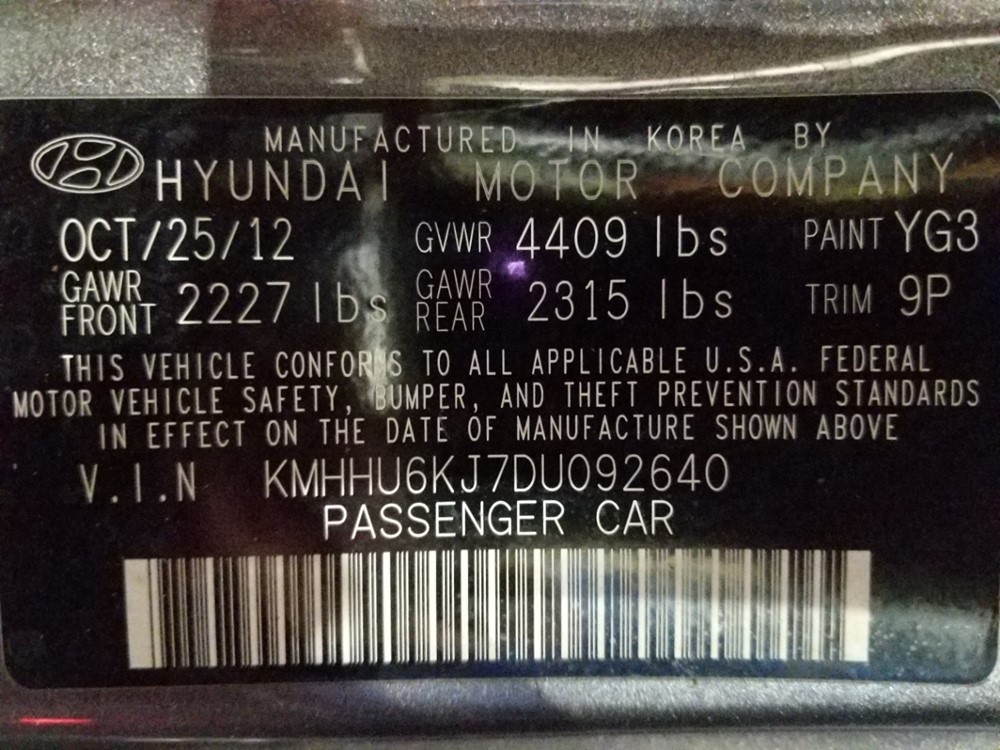 MANUFACTURED IN KOREA BY
HYUNDAI MOTOR COMPANY
OCT/25/12 GVWR 4409 lbs PAINT YG3
GAWR FRONT 2227 lbs GAWR REAR 2315 lbs TRIM 9P
THIS VEHICLE CONFORMS TO ALL APPLICABLE U.S.A. FEDERAL
MOTOR VEHICLE SAFETY, BUMPER, AND THEFT PREVENTION STANDARDS
IN EFFECT ON THE DATE OF MANUFACTURE SHOWN ABOVE
V.I.N KMHHU6KJ7DU092640
PASSENGER CAR